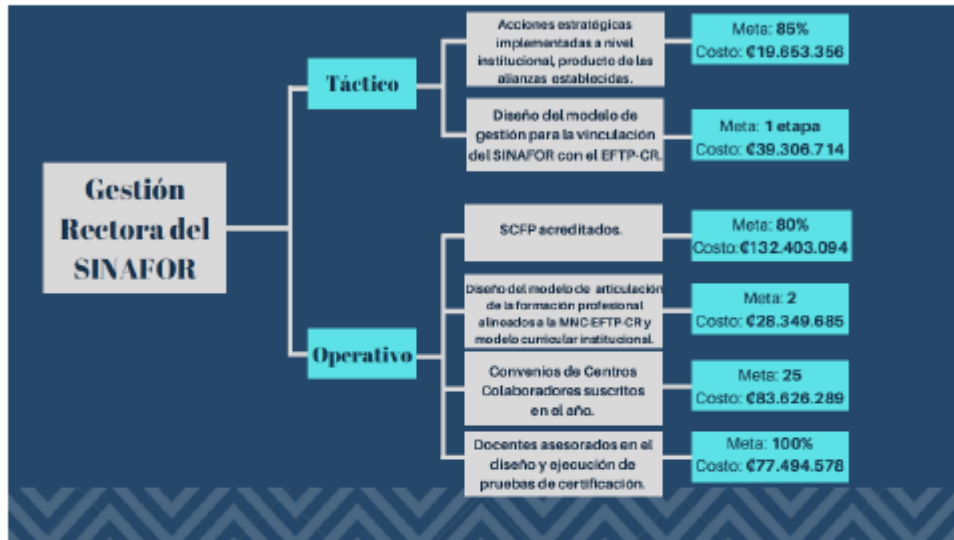 Gestión
Rectora del
SINAFOR
Táctico
Acciones estratégicas
implementadas a nivel
institucional, producto de las
alianzas establecidas.
Meta: 85%
Costo: ₡19.653.356
Diseño del modelo de
gestión para la vinculación
del SINAFOR con el EFTP-CR.
Meta: 1 etapa
Costo: ₡39.306.714
Operativo
SCFP acreditados.
Meta: 80%
Costo: ₡132.403.094
Diseño del modelo de articulación
de la formación profesional
alineados a la MNC-EFTP-CR y
modelo curricular institucional.
Meta: 2
Costo: ₡28.349.685
Convenios de Centros
Colaboradores suscritos
en el año.
Meta: 25
Costo: ₡83.626.289
Docentes asesorados en el
diseño y ejecución de
pruebas de certificación.
Meta: 100%
Costo: ₡77.494.578